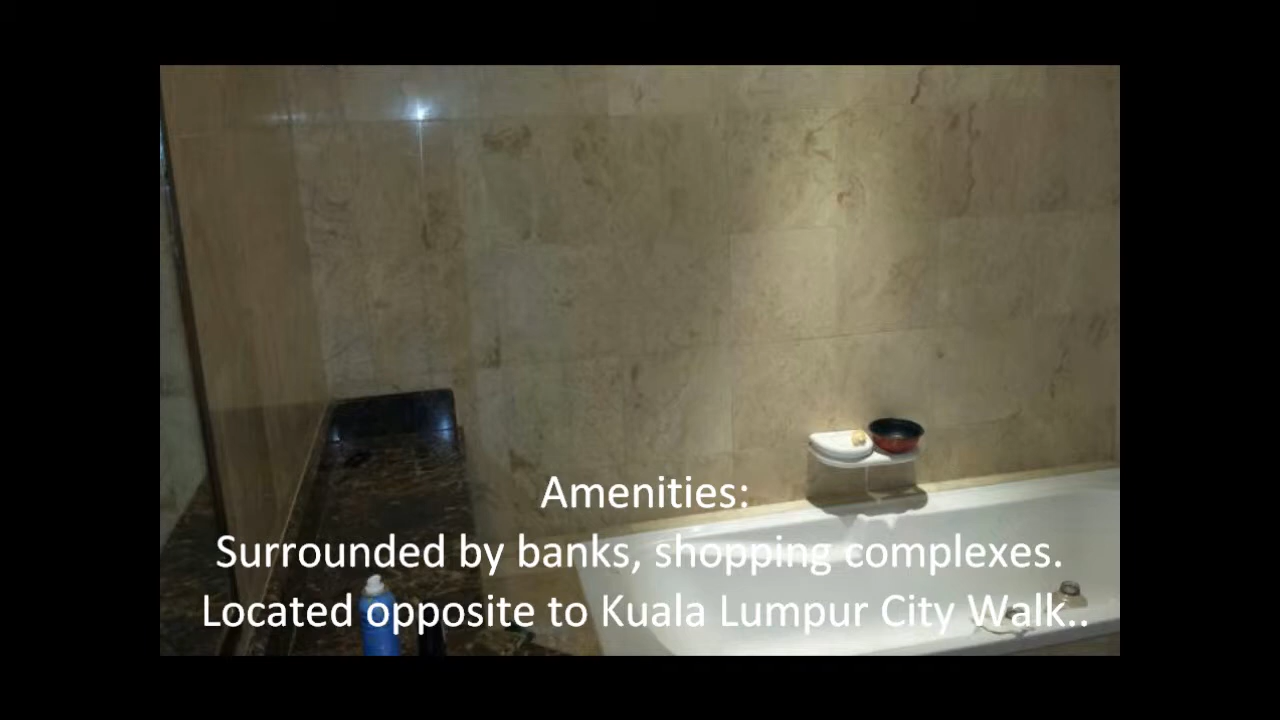 Amenities:
Surrounded by banks, shopping complexes.
Located opposite to Kuala Lumpur City Walk..